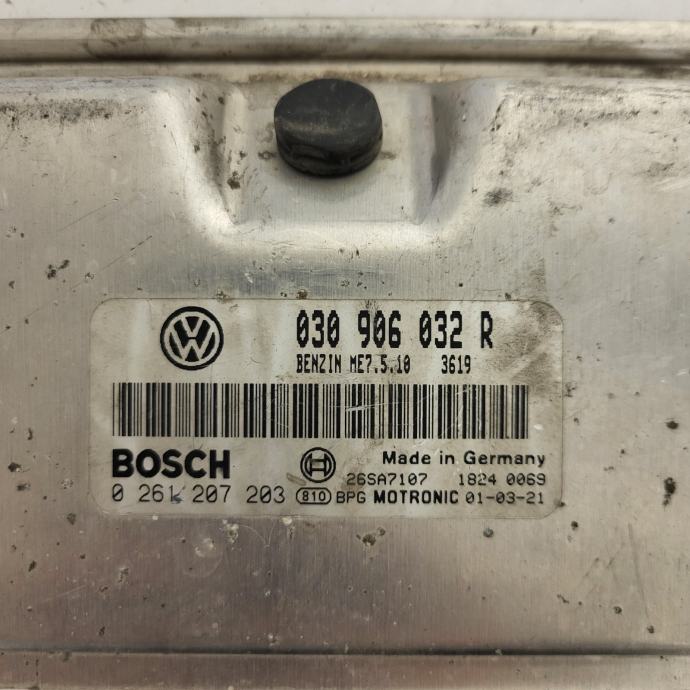 030 906 032 R
BENZIN ME7.5.10 3619
BOSCH Made in Germany
26SA7107 1824 0069
0 261 207 203 810 BPG MOTRONIC 01-03-21